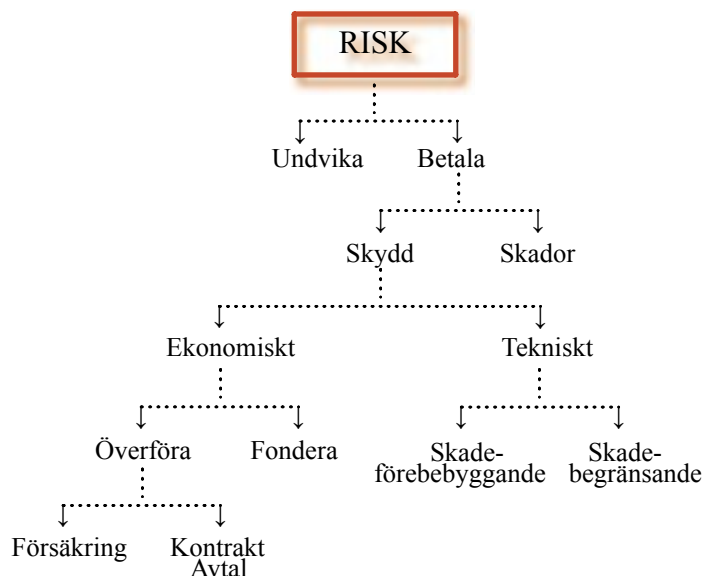 RISK
Undvika
Betala
Skydd
Skador
Ekonomiskt
Tekniskt
Överföra
Fondera
Skade-
förebebyggande
Skade-
begränsande
Försäkring
Kontrakt
Avtal